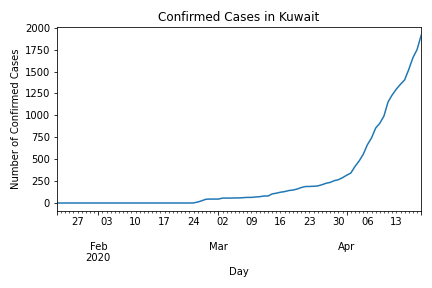 Confirmed Cases in Kuwait
Number of Confirmed Cases
2000
1750
1500
1250
1000
750
500
250
0
27 03 10 17 24 02 09 16 23 30 06 13
Feb Mar Apr
2020
Day